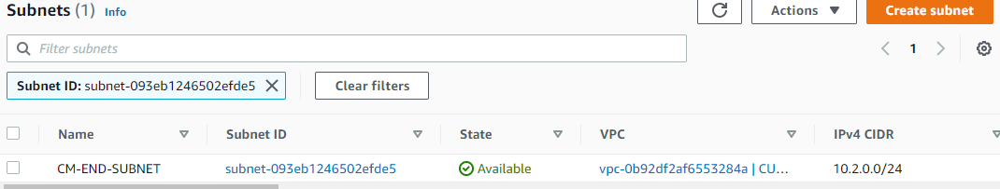 Subnets (1) Info
Actions
Create subnet
Filter subnets
1
Subnet ID: subnet-093eb1246502efde5
Clear filters
Name Subnet ID State VPC IPv4 CIDR
CM-END-SUBNET subnet-093eb1246502efde5 Available vpc-0b92df2af6553284a | CU… 10.2.0.0/24